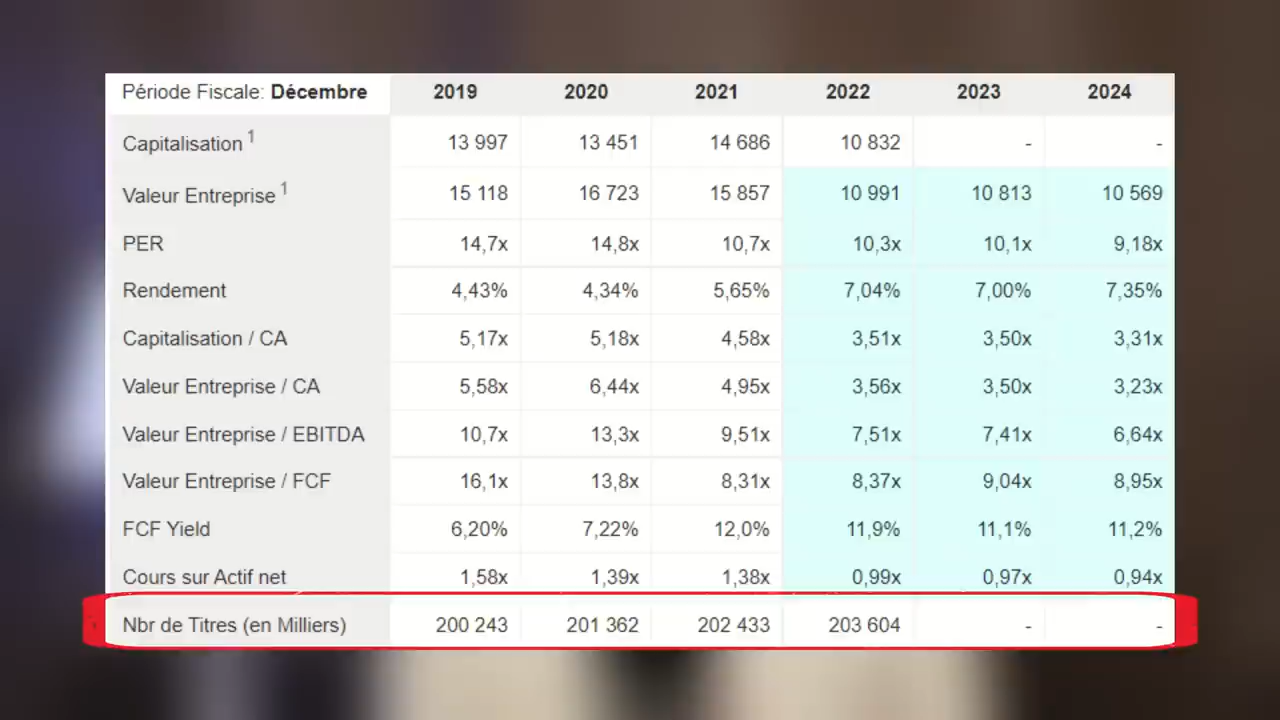 Période Fiscale: Décembre 2019 2020 2021 2022 2023 2024
Capitalisation 1 13 997 13 451 14 686 10 832 - -
Valeur Entreprise 1 15 118 16 723 15 857 10 991 10 813 10 569
PER 14,7x 14,8x 10,7x 10,3x 10,1x 9,18x
Rendement 4,43% 4,34% 5,65% 7,04% 7,00% 7,35%
Capitalisation / CA 5,17x 5,18x 4,58x 3,51x 3,50x 3,31x
Valeur Entreprise / CA 5,58x 6,44x 4,95x 3,56x 3,50x 3,23x
Valeur Entreprise / EBITDA 10,7x 13,3x 9,51x 7,51x 7,41x 6,64x
Valeur Entreprise / FCF 16,1x 13,8x 8,31x 8,37x 9,04x 8,95x
FCF Yield 6,20% 7,22% 12,0% 11,9% 11,1% 11,2%
Cours sur Actif net 1,58x 1,39x 1,38x 0,99x 0,97x 0,94x
Nbr de Titres (en Milliers) 200 243 201 362 202 433 203 604 - -